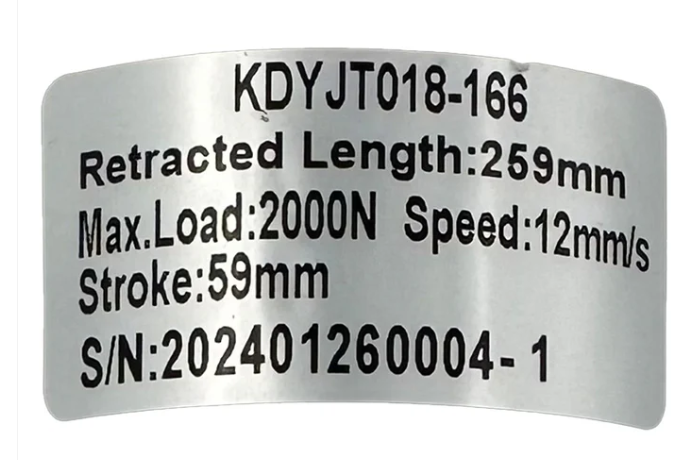 KDYJT018-166
Retracted Length:259mm
Max.Load:2000N Speed:12mm/s
Stroke:59mm
S/N:202401260004- 1